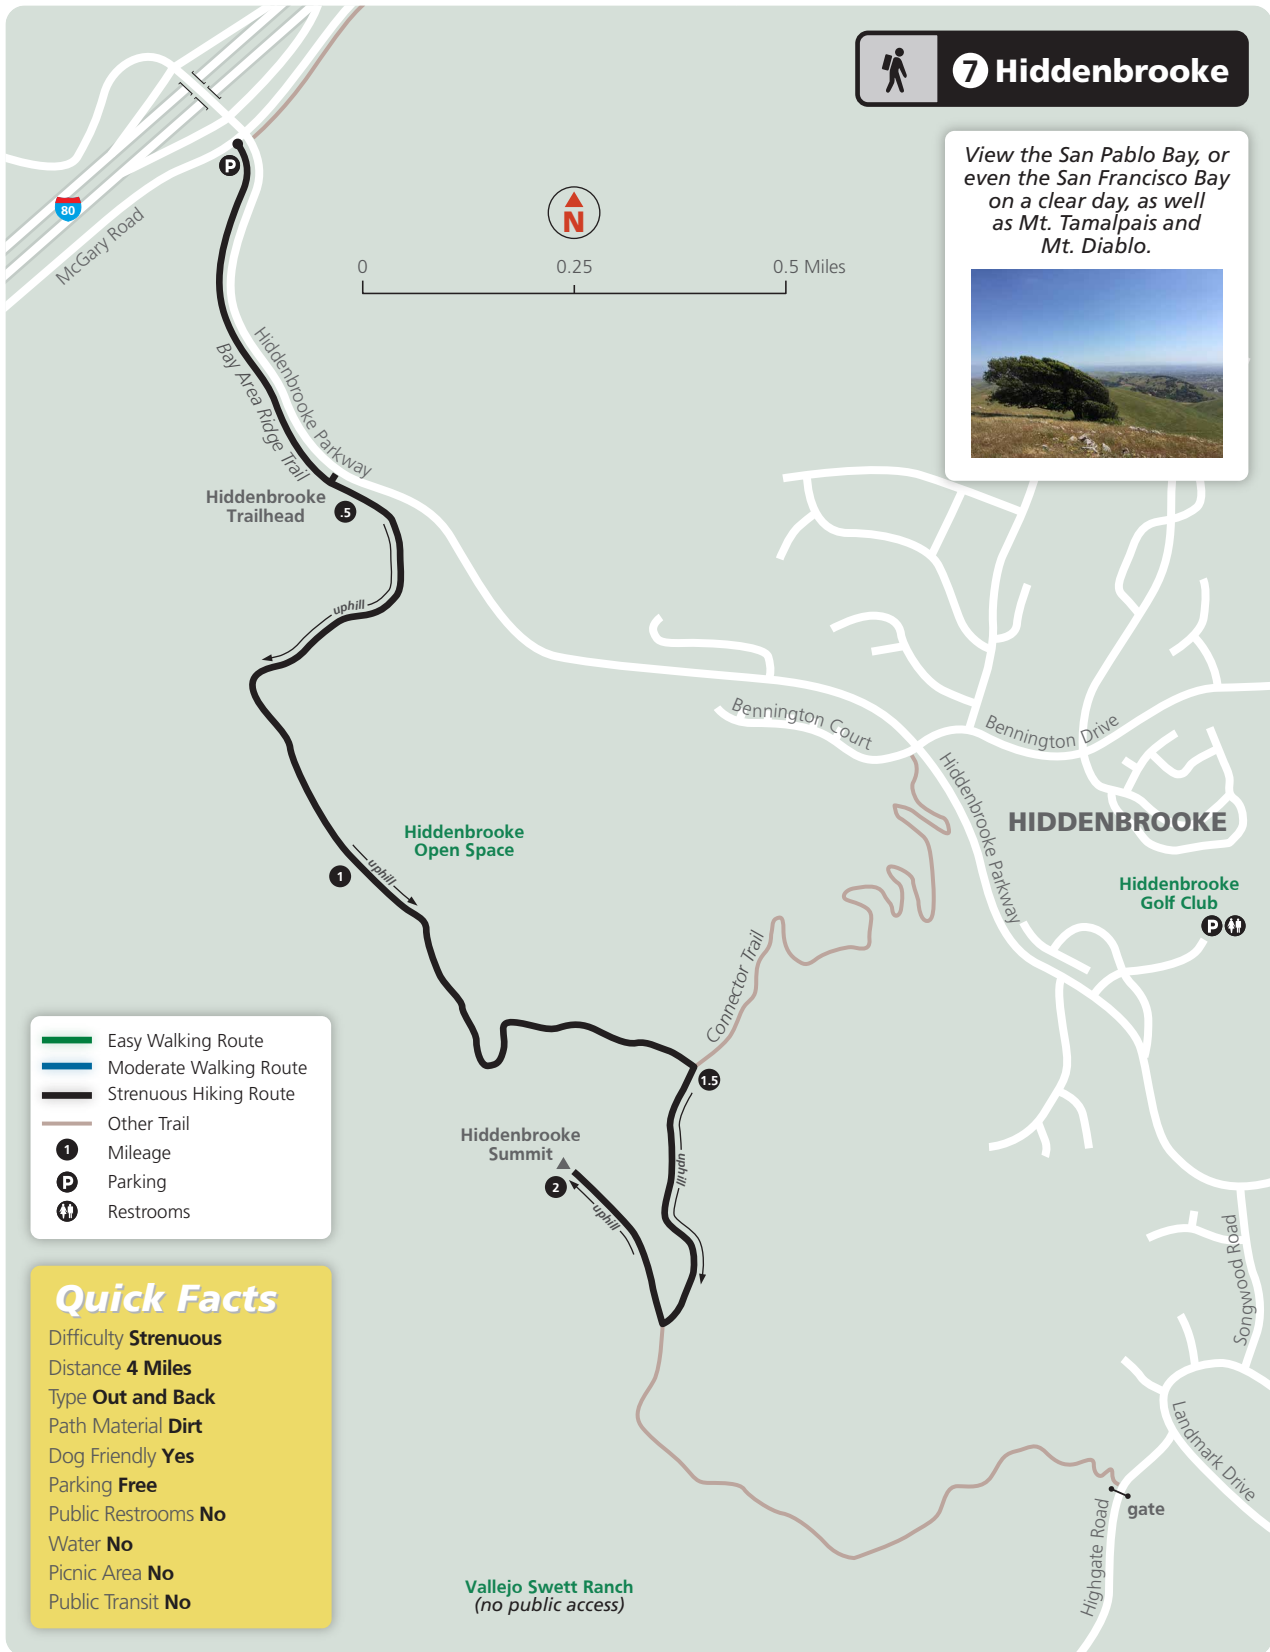 7 Hiddenbrooke
View the San Pablo Bay, or
even the San Francisco Bay
on a clear day, as well
as Mt. Tamalpais and
Mt. Diablo.
P
80
McGary Road
N
0 0.25 0.5 Miles
Hiddenbrooke Parkway
Bay Area Ridge Trail
Hiddenbrooke
Trailhead
.5
uphill
Bennington Court
Bennington Drive
Hiddenbrooke Parkway
HIDDENBROOKE
Hiddenbrooke
Open Space
1
uphill
Hiddenbrooke
Golf Club
P
Connector Trail
1.5
Hiddenbrooke
Summit
2
uphill
uphill
Easy Walking Route
Moderate Walking Route
Strenuous Hiking Route
Other Trail
1 Mileage
P Parking
Restrooms
Songwood Road
Landmark Drive
gate
Highgate Road
Quick Facts
Difficulty Strenuous
Distance 4 Miles
Type Out and Back
Path Material Dirt
Dog Friendly Yes
Parking Free
Public Restrooms No
Water No
Picnic Area No
Public Transit No
Vallejo Swett Ranch
(no public access)